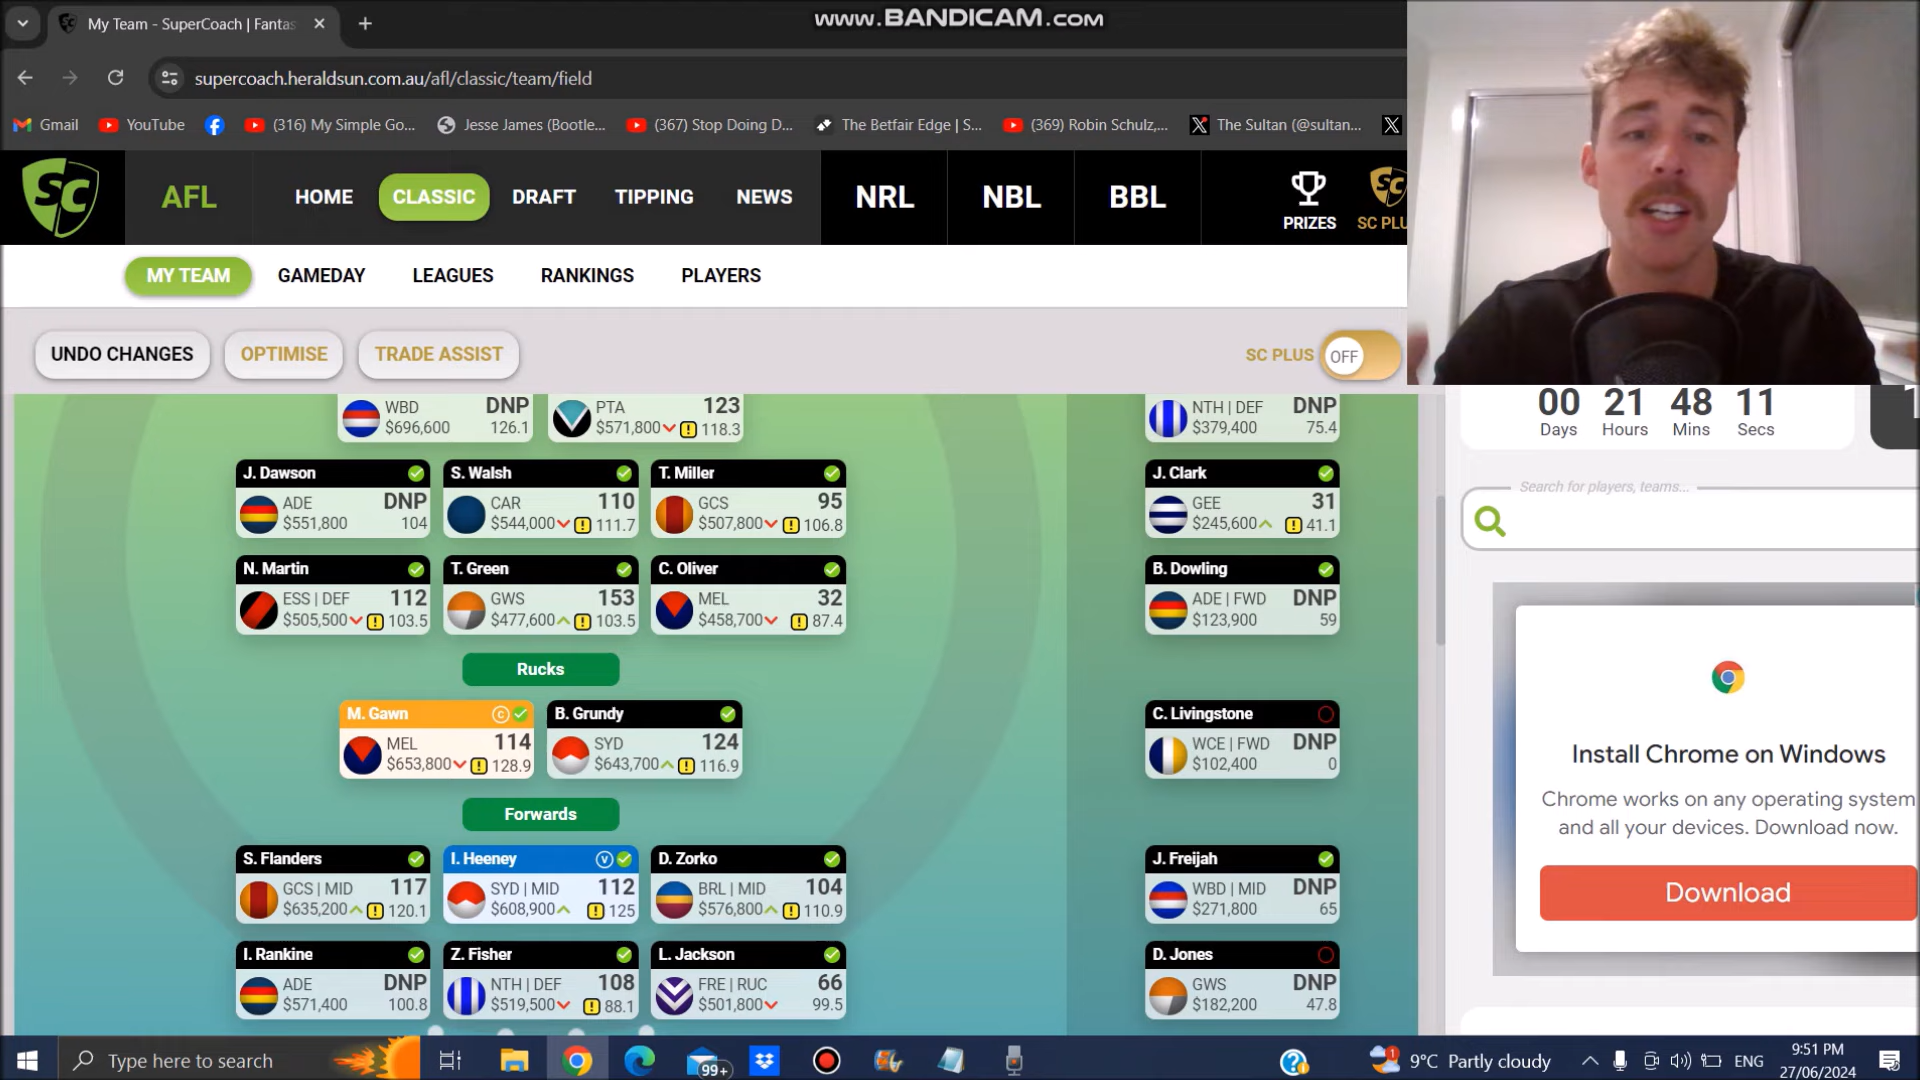 My Team - SuperCoach | Fantas
www.BANDICAM.com
supercoach.heraldsun.com.au/afl/classic/team/field
Gmail YouTube (316) My Simple Go... Jesse James (Bootle... (367) Stop Doing D... The Betfair Edge | S... (369) Robin Schulz,... The Sultan (@sultan...
SC AFL HOME CLASSIC DRAFT TIPPING NEWS NRL NBL BBL PRIZES SC PLU
MY TEAM GAMEDAY LEAGUES RANKINGS PLAYERS
UNDO CHANGES OPTIMISE TRADE ASSIST SC PLUS OFF
WBD DNP PTA 123 NTH | DEF DNP
$696,600 126.1 $571,800 118.3 $379,400 75.4
00 21 48 11
Days Hours Mins Secs
J. Dawson S. Walsh T. Miller J. Clark
ADE DNP CAR 110 GCS 95 GEE 31
$551,800 104 $544,000 111.7 $507,800 106.8 $245,600 41.1
Search for players, teams...
N. Martin T. Green C. Oliver B. Dowling
ESS | DEF 112 GWS 153 MEL 32 ADE | FWD DNP
$505,500 103.5 $477,600 103.5 $458,700 87.4 $123,900 59
Rucks
M. Gawn C B. Grundy C. Livingstone
MEL 114 SYD 124 WCE | FWD DNP
$653,800 128.9 $643,700 116.9 $102,400 0
Forwards
S. Flanders I. Heeney V D. Zorko J. Freijah
GCS | MID 117 SYD | MID 112 BRL | MID 104 WBD | MID DNP
$635,200 120.1 $608,900 125 $576,800 110.9 $271,800 65
I. Rankine Z. Fisher L. Jackson D. Jones
ADE DNP NTH | DEF 108 FRE | RUC 66 GWS DNP
$571,400 100.8 $519,500 88.1 $501,800 99.5 $182,200 47.8
Install Chrome on Windows
Chrome works on any operating system
and all your devices. Download now.
Download
Type here to search 99+ 9°C Partly cloudy ENG 9:51 PM
27/06/2024